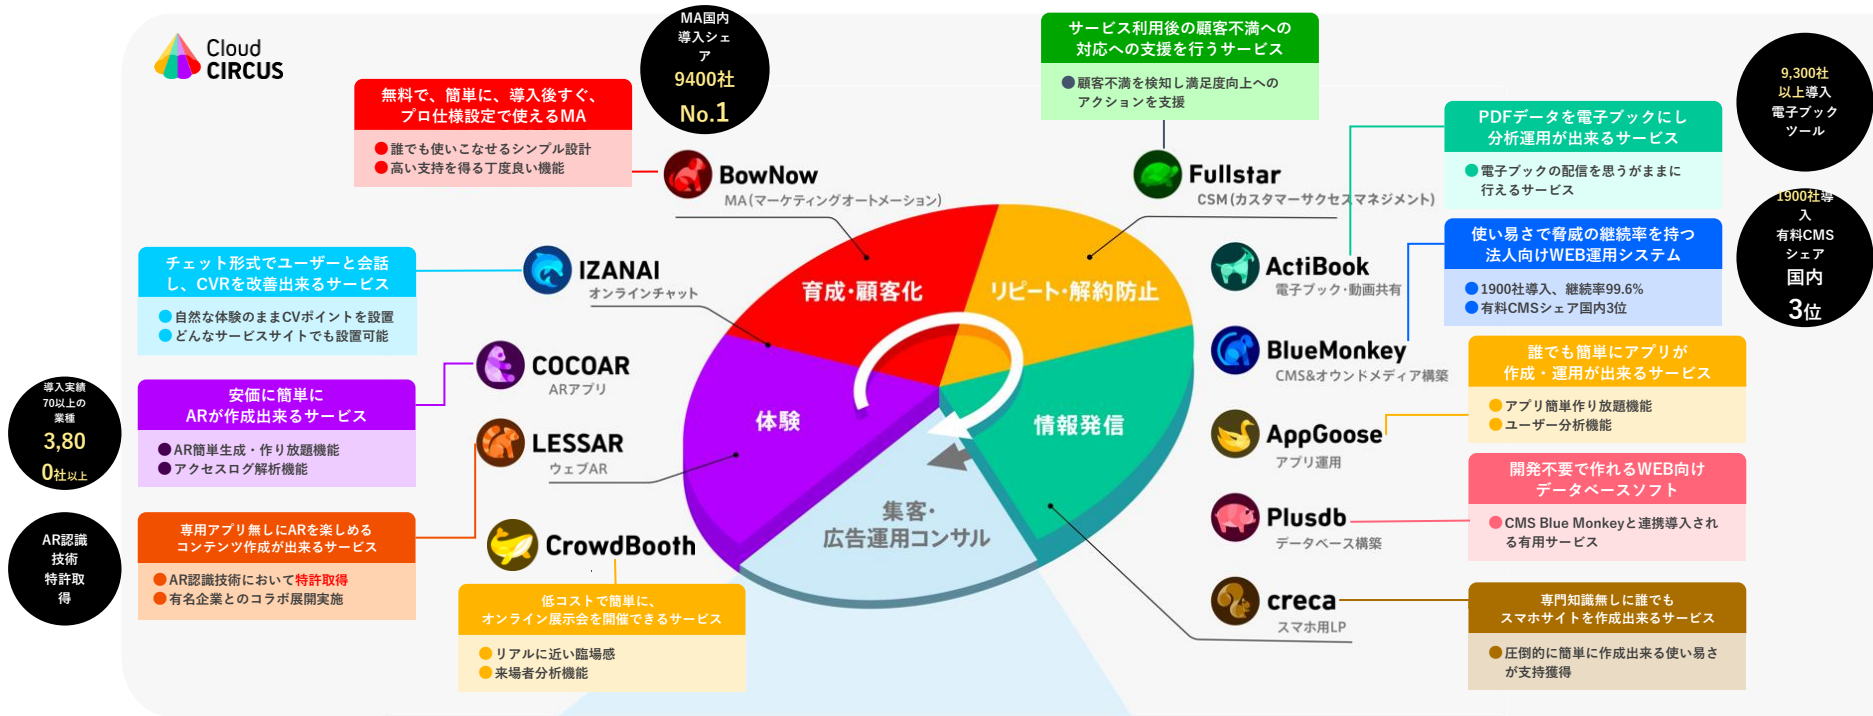 Cloud
CIRCUS
MA国内
導入シェ
ア
9400社
No.1
無料で、簡単に、導入後すぐ、
プロ仕様設定で使えるMA
●誰でも使いこなせるシンプル設計
●高い支持を得る丁度良い機能
BowNow
MA(マーケティングオートメーション)
チェット形式でユーザーと会話
し、CVRを改善出来るサービス
●自然な体験のままCVポイントを設置
●どんなサービスサイトでも設置可能
IZANAI
オンラインチャット
導入実績
70以上の
業種
3,80
0社以上
安価に簡単に
ARが作成出来るサービス
●AR簡単生成・作り放題機能
●アクセスログ解析機能
COCOAR
ARアプリ
AR認識
技術
特許取
得
専用アプリ無しにARを楽しめる
コンテンツ作成が出来るサービス
●AR認識技術において特許取得
●有名企業とのコラボ展開実施
LESSAR
ウェブAR
CrowdBooth
低コストで簡単に、
オンライン展示会を開催できるサービス
●リアルに近い臨場感
●来場者分析機能
育成・顧客化
リピート・解約防止
体験
情報発信
集客・
広告運用コンサル
サービス利用後の顧客不満への
対応への支援を行うサービス
●顧客不満を検知し満足度向上への
アクションを支援
Fullstar
CSM(カスタマーサクセスマネジメント)
9,300社
以上導入
電子ブック
ツール
PDFデータを電子ブックにし
分析運用が出来るサービス
●電子ブックの配信を思うがままに
行えるサービス
ActiBook
電子ブック・動画共有
1900社導
入
有料CMS
シェア
国内
3位
使い易さで脅威の継続率を持つ
法人向けWEB運用システム
●1900社導入、継続率99.6%
●有料CMSシェア国内3位
BlueMonkey
CMS&オウンドメディア構築
誰でも簡単にアプリが
作成・運用が出来るサービス
●アプリ簡単作り放題機能
●ユーザー分析機能
AppGoose
アプリ運用
開発不要で作れるWEB向け
データベースソフト
●CMS Blue Monkeyと連携導入され
る有用サービス
Plusdb
データベース構築
専門知識無しに誰でも
スマホサイトを作成出来るサービス
●圧倒的に簡単に作成出来る使い易さ
が支持獲得
creca
スマホ用LP